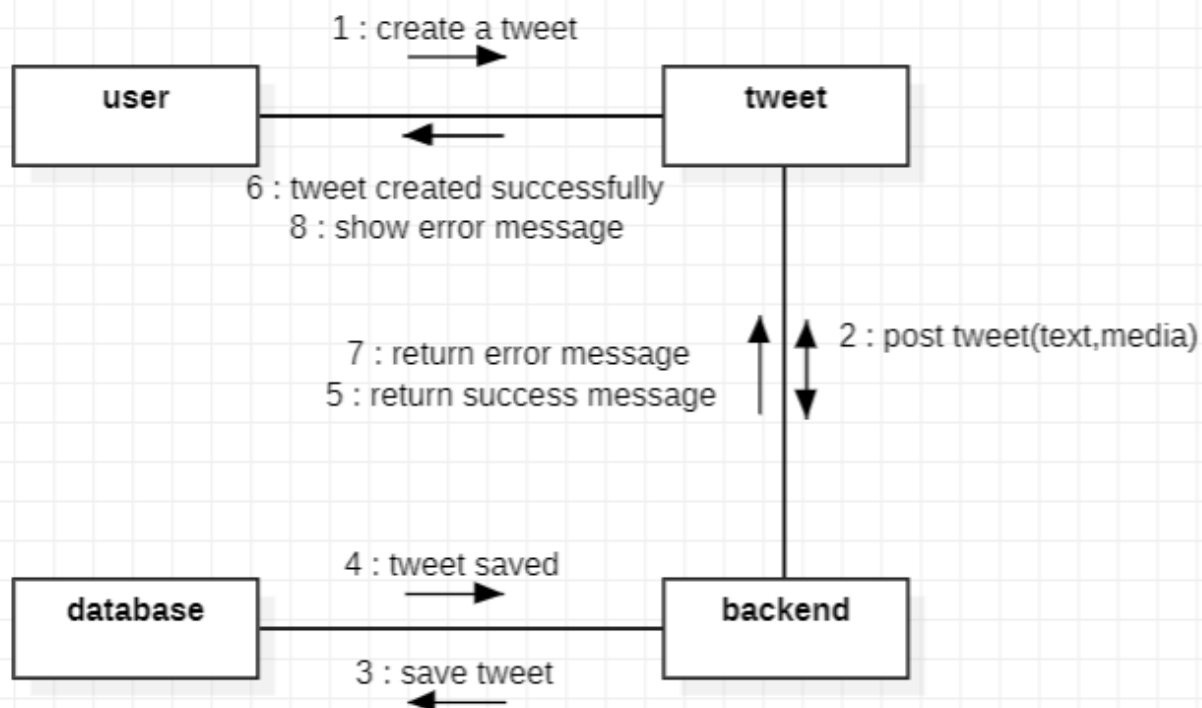 1 : create a tweet
user
tweet
6 : tweet created successfully
8 : show error message
2 : post tweet(text,media)
7 : return error message
5 : return success message
4 : tweet saved
database
backend
3 : save tweet